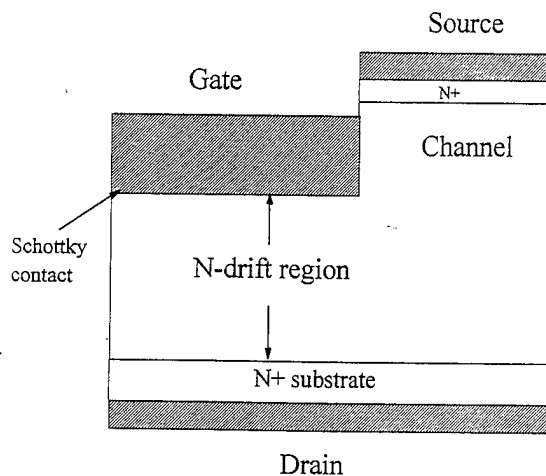 Source
Gate
N+
Channel
Schottky
contact
N-drift region
N+ substrate
Drain